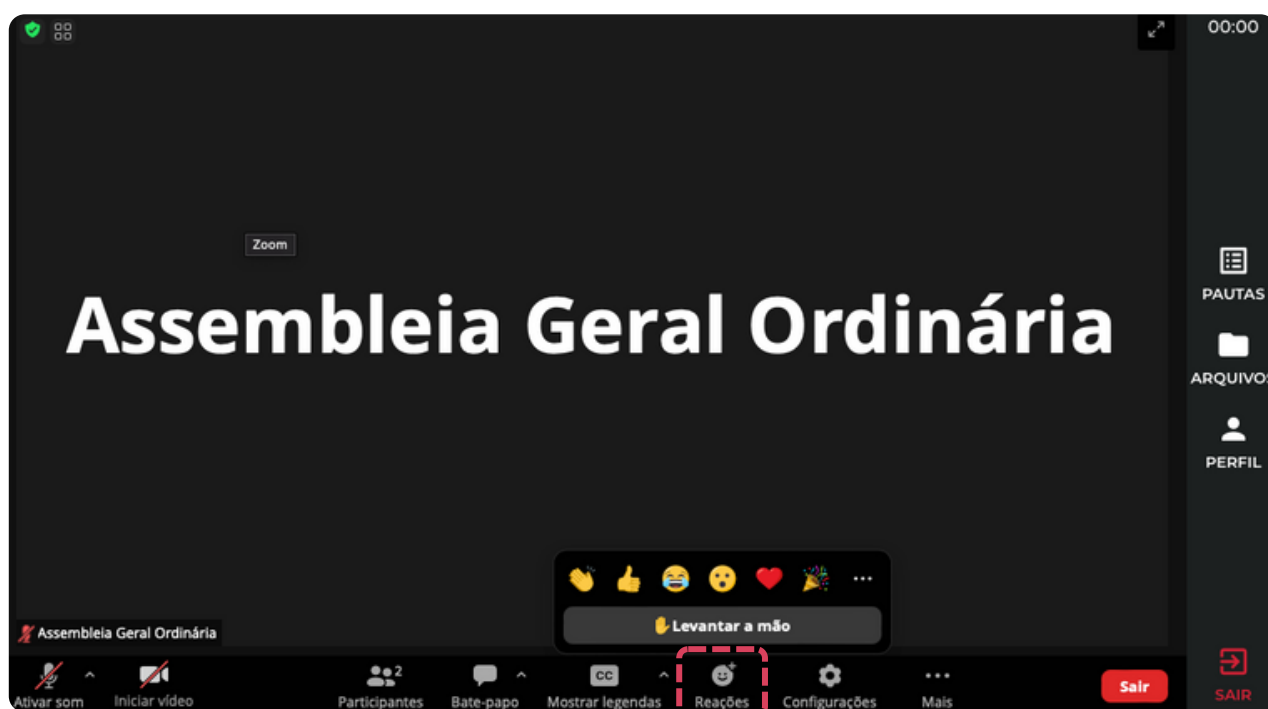 00:00
Zoom
Assembleia Geral Ordinária
PAUTAS
ARQUIVOS
PERFIL
Levantar a mão
Assembleia Geral Ordinária
2
CC
Ativar som
Iniciar vídeo
Participantes
Bate-papo
Mostrar legendas
Reações
Configurações
Mais
Sair
SAIR